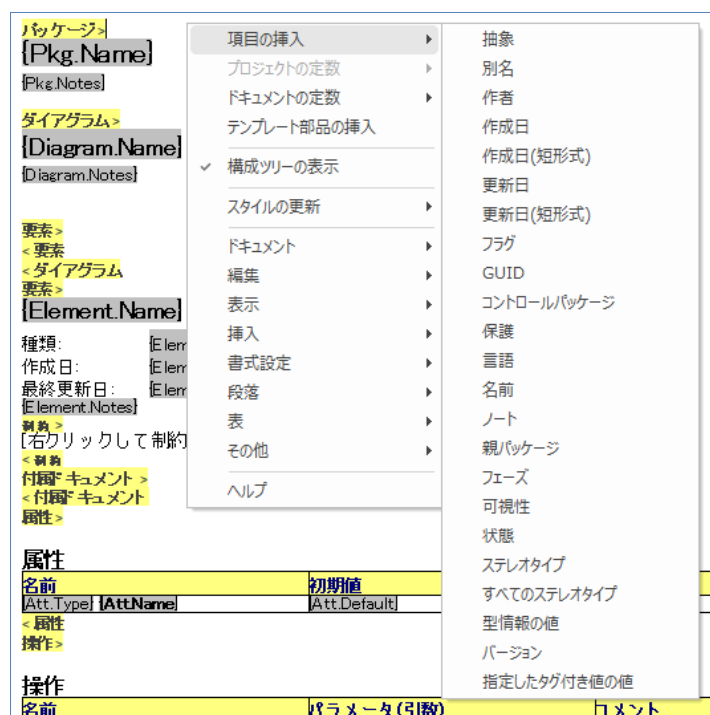 パッケージ>
{Pkg.Name}
{Pkg.Notes}
ダイアグラム>
{Diagram.Name}
{Diagram.Notes}
要素>
<要素
<ダイアグラム
要素>
{Element.Name}
種類: {Elem
作成日: {Elem
最終更新日: {Elem
{Element.Notes}
制約>
[右クリックして制約
<制約
付属ドキュメント>
<付属ドキュメント
属性>
属性
名前 初期値
{Att.Type} {Att.Name} {Att.Default}
<属性
操作>
操作
名前 パラメータ(引数) コメント
項目の挿入
プロジェクトの定数
ドキュメントの定数
テンプレート部品の挿入
✓ 構成ツリーの表示
スタイルの更新
ドキュメント
編集
表示
挿入
書式設定
段落
表
その他
ヘルプ
抽象
別名
作者
作成日
作成日(短形式)
更新日
更新日(短形式)
フラグ
GUID
コントロールパッケージ
保護
言語
名前
ノート
親パッケージ
フェーズ
可視性
状態
ステレオタイプ
すべてのステレオタイプ
型情報の値
バージョン
指定したタグ付き値の値